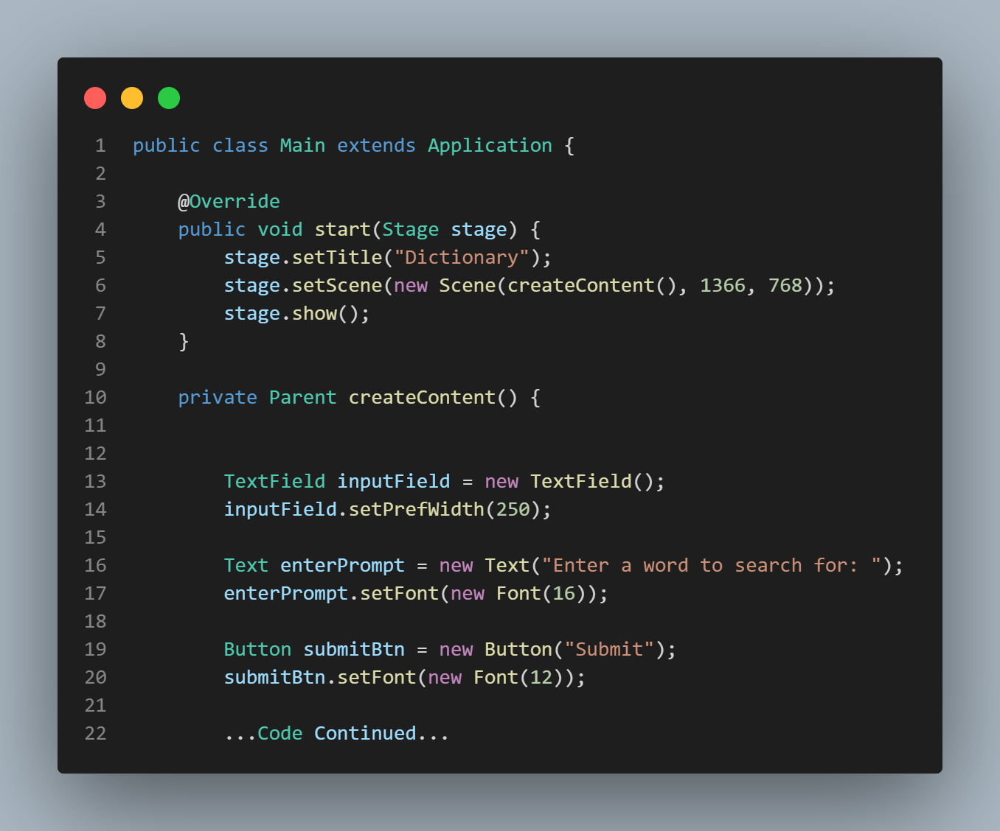 1 public class Main extends Application {
2
3 @Override
4 public void start(Stage stage) {
5 stage.setTitle("Dictionary");
6 stage.setScene(new Scene(createContent(), 1366, 768));
7 stage.show();
8 }
9
10 private Parent createContent() {
11
12
13 TextField inputField = new TextField();
14 inputField.setPrefWidth(250);
15
16 Text enterPrompt = new Text("Enter a word to search for: ");
17 enterPrompt.setFont(new Font(16));
18
19 Button submitBtn = new Button("Submit");
20 submitBtn.setFont(new Font(12));
21
22 ...Code Continued...